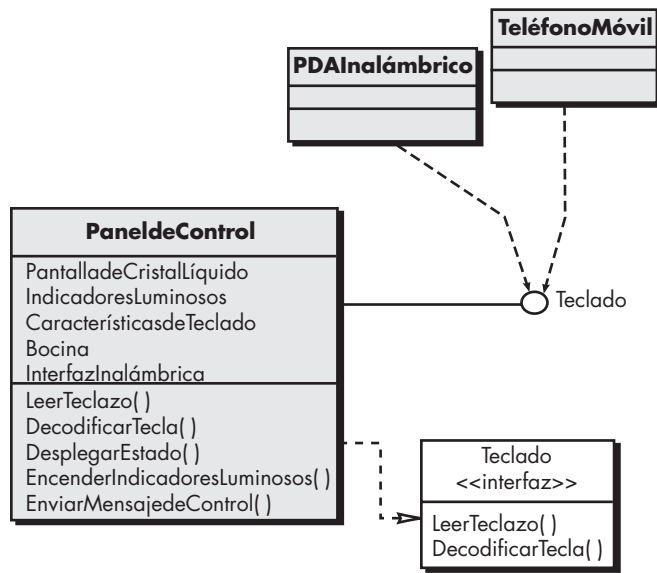 TeléfonoMóvil
PDAInalámbrico
PaneldeControl
PantalladeCristalLíquido
IndicadoresLuminosos
CaracterísticasdeTeclado
Bocina
InterfazInalámbrica
LeerTeclazo( )
DecodificarTecla( )
DesplegarEstado( )
EncenderIndicadoresLuminosos( )
EnviarMensajedeControl( )
Teclado
Teclado
<<interfaz>>
LeerTeclazo( )
DecodificarTecla( )